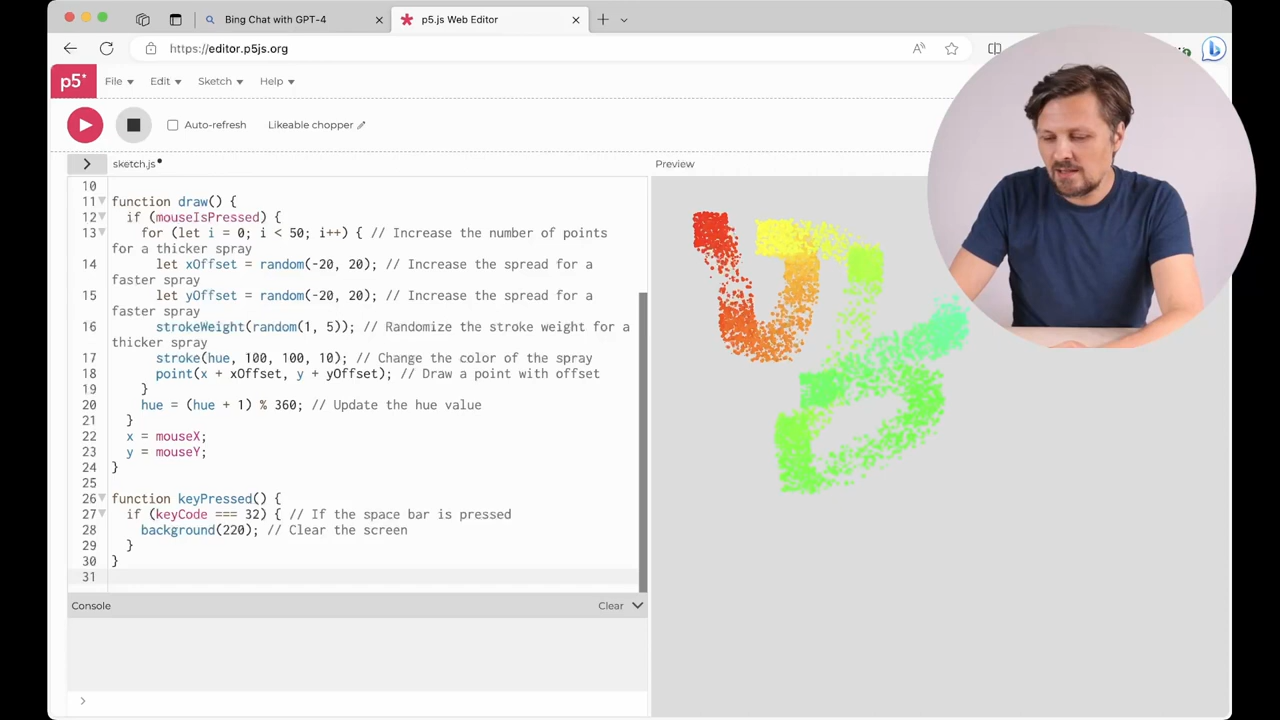 Bing Chat with GPT-4
p5.js Web Editor
https://editor.p5js.org
p5*
File
Edit
Sketch
Help
Auto-refresh
Likeable chopper
sketch.js
Preview
10
11 function draw() {
12 if (mouseIsPressed) {
13 for (let i = 0; i < 50; i++) { // Increase the number of points
for a thicker spray
14 let xOffset = random(-20, 20); // Increase the spread for a
faster spray
15 let yOffset = random(-20, 20); // Increase the spread for a
faster spray
16 strokeWeight(random(1, 5)); // Randomize the stroke weight for a
thicker spray
17 stroke(hue, 100, 100, 10); // Change the color of the spray
18 point(x + xOffset, y + yOffset); // Draw a point with offset
19 }
20 hue = (hue + 1) % 360; // Update the hue value
21 }
22 x = mouseX;
23 y = mouseY;
24 }
25
26 function keyPressed() {
27 if (keyCode === 32) { // If the space bar is pressed
28 background(220); // Clear the screen
29 }
30 }
31
Console
Clear